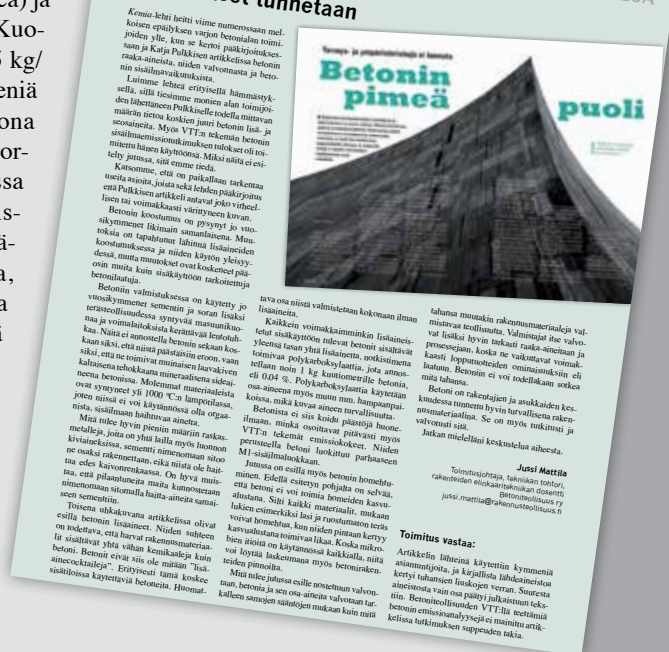 ca) ja
Kuo-
kg/
eniä
ona
or-
ssa
is-
ä-
a,
a
ä
tunnetaan
Kemia-lehti heitti viime numerossaan mel-
koisen epäilyksen varjon betonialan toimi-
joiden ylle, kun se kertoi pääkirjoitukses-
saan ja Katja Pulkkisen artikkelissa betonin
raaka-aineista, niiden valvonnasta ja beto-
nin sisäilmavaikutuksista.
Luimme lehteä erityisellä hämmästyk-
sellä, sillä tiesimme monien alan toimijoi-
den lähettäneen Pulkkiselle todella mittavan
määrän tietoa koskien juuri betonin lisä- ja
seosaineita. Myös VTT:n tekemän betonin
sisäilmaemissiotutkimuksen tulokset oli toi-
mitettu hänen käyttöönsä. Miksi näitä ei esi-
telty jutussa, sitä emme tiedä.
Katsomme, että on paikallaan tarkentaa
useita asioita, joista sekä lehden pääkirjoitus
että Pulkkisen artikkeli antavat joko virheel-
lisen tai voimakkaasti värittyneen kuvan.
Betonin koostumus on pysynyt jo vuo-
sikymmenet likimain samanlaisena. Muu-
toksia on tapahtunut lähinnä lisäaineiden
koostumuksessa ja niiden käytön yleisyy-
dessä, mutta muutokset ovat koskeneet pää-
osin muita kuin sisäkäyttöön tarkoitettuja
betonilaatuja.
Betonin valmistuksessa on käytetty jo
vuosikymmenet sementin ja soran lisäksi
terästeollisuudessa syntyvää masuunikuo-
naa ja voimalaitoksista kerättävää lentotuh-
kaa. Näitä ei annostella betonin sekaan kos-
kaan siksi, että niistä päästäisiin eroon, vaan
siksi, että ne toimivat muinaisen laavakiven
kaltaisena tehokkaana mineraalisena sideai-
neena betonissa. Molemmat materiaaleista
ovat syntyneet yli 1000 °C:n lämpötilassa,
joten niissä ei voi käytännössä olla orgaa-
nista, sisäilmaan haihtuvaa ainetta.
Mitä tulee hyvin pieniin määriin raskas-
metalleja, joita on yhtä lailla myös luonnon
kiviaineksissa, sementti nimenomaan sitoo
ne osaksi rakennettaan, eikä niistä ole hait-
taa edes kaivonrenkaassa. On hyvä muis-
taa, että pilaantuneita maita kunnostetaan
nimenomaan sitomalla haitta-aineita samai-
seen sementtiin.
Toisena uhkakuvana artikkelissa olivat
esillä betonin lisäaineet. Niiden suhteen
on todettava, että harvat rakennusmateriaa-
lit sisältävät yhtä vähän kemikaaleja kuin
betoni. Betonit eivät siis ole mitään "lisä-
ainecocktaileja". Erityisesti tämä koskee
sisätiloissa käytettäviä betoneita. Huomat-
Betonin
pimeä
puoli
tava osa niistä valmistetaan kokonaan ilman
lisäaineita.
Kaikkein voimakkaimminkin lisäaineis-
tetut sisäkäyttöön tulevat betonit sisältävät
yleensä tasan yhtä lisäainetta, notkistimena
toimivaa polykarboksylaattia, jota annos-
tellaan noin 1 kg kuutiometrille betonia,
eli 0,04 %. Polykarboksylaattia käytetään
osa-aineena myös muun mm. hampaanpai-
koissa, mikä kuvaa aineen turvallisuutta.
Betonista ei siis koidu päästöjä huone-
ilmaan, minkä osoittavat pitävästi myös
VTT:n tekemät emissiokokeet. Niiden
perusteella betoni luokittuu parhaaseen
M1-sisäilmaluokkaan.
Jutussa on esillä myös betonin homehtu-
minen. Edellä esitetyn pohjalta on selvää,
että betoni ei voi toimia homeiden kasvu-
alustana. Silti kaikki materiaalit, mukaan
lukien esimerkiksi lasi ja ruostumaton teräs
voivat homehtua, kun niiden pintaan kertyy
kasvualustana toimivaa likaa. Koska mikro-
bien itiöitä on käytännössä kaikkialla, niitä
voi löytää laskeumana myös betoniraken-
teiden pinnoilta.
Mitä tulee jutussa esille nostettuun valvon-
taan, betonia ja sen osa-aineita valvotaan tar-
kalleen samojen sääntöjen mukaan kuin mitä
tahansa muutakin rakennusmateriaaleja val-
mistavaa teollisuutta. Valmistajat itse valvo-
vat lisäksi hyvin tarkasti raaka-aineitaan ja
prosessejaan, koska ne vaikuttavat voimak-
kaasti lopputuotteiden ominaisuuksiin eli
laatuun. Betoniin ei voi todellakaan sotkea
mitä tahansa.
Betoni on rakentajien ja asukkaiden kes-
kuudessa tunnettu hyvin turvallisena raken-
nusmateriaalina. Se on myös tutkitusti ja
valvotusti sitä.
Jatkan mielelläni keskustelua aiheesta.
Jussi Mattila
Toimitusjohtaja, tekniikan tohtori,
rakenteiden elinkaaritekniikan dosentti
Betoniteollisuus ry
jussi.mattila@rakennusteollisuus.fi
Toimitus vastaa:
Artikkelin lähteinä käytettiin kymmeniä
asiantuntijoita, ja kirjallista lähdeaineistoa
kertyi tuhansien liuskojen verran. Suuresta
aineistosta vain osa päätyi julkaistuun teks-
tiin. Betoniteollisuuden VTT:llä teettämiä
betonin emissioanalyysejä ei mainittu artik-
kelissa tutkimuksen suppeuden takia.